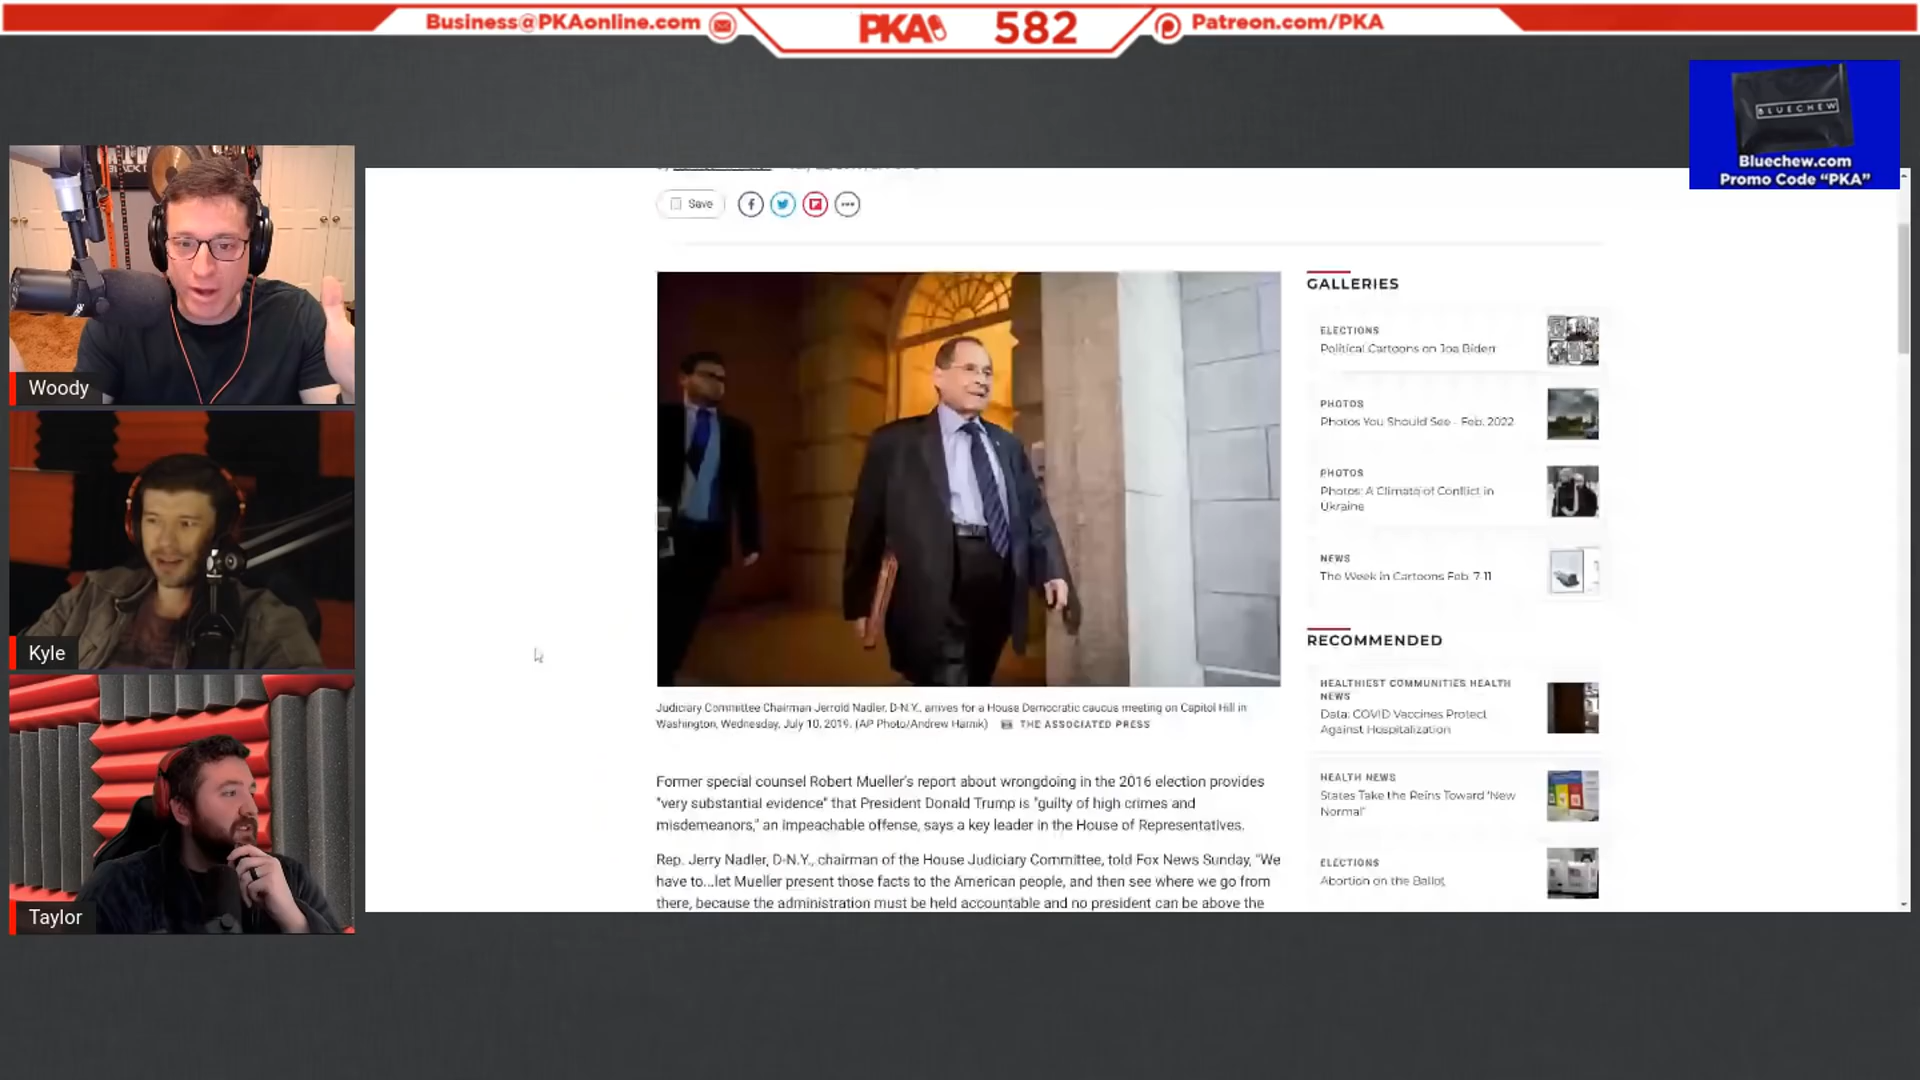 Business@PKAonline.com
PKA
582
Patreon.com/PKA
BLUECHEW
Bluechew.com
Promo Code “PKA”
Save
GALLERIES
ELECTIONS
Political Cartoons on Joe Biden
PHOTOS
Photos You Should See - Feb. 2022
PHOTOS
Photos: A Climate of Conflict in
Ukraine
NEWS
The Week in Cartoons Feb. 7-11
RECOMMENDED
HEALTHIEST COMMUNITIES HEALTH
NEWS
Data: COVID Vaccines Protect
Against Hospitalization
HEALTH NEWS
States Take the Reins Toward 'New
Normal'
ELECTIONS
Abortion on the Ballot
Judiciary Committee Chairman Jerrold Nadler, D-N.Y., arrives for a House Democratic caucus meeting on Capitol Hill in
Washington, Wednesday, July 10, 2019. (AP Photo/Andrew Harnik) THE ASSOCIATED PRESS
Former special counsel Robert Mueller's report about wrongdoing in the 2016 election provides
"very substantial evidence" that President Donald Trump is "guilty of high crimes and
misdemeanors," an impeachable offense, says a key leader in the House of Representatives.
Rep. Jerry Nadler, D-N.Y., chairman of the House Judiciary Committee, told Fox News Sunday, "We
have to...let Mueller present those facts to the American people, and then see where we go from
there, because the administration must be held accountable and no president can be above the
Woody
Kyle
Taylor